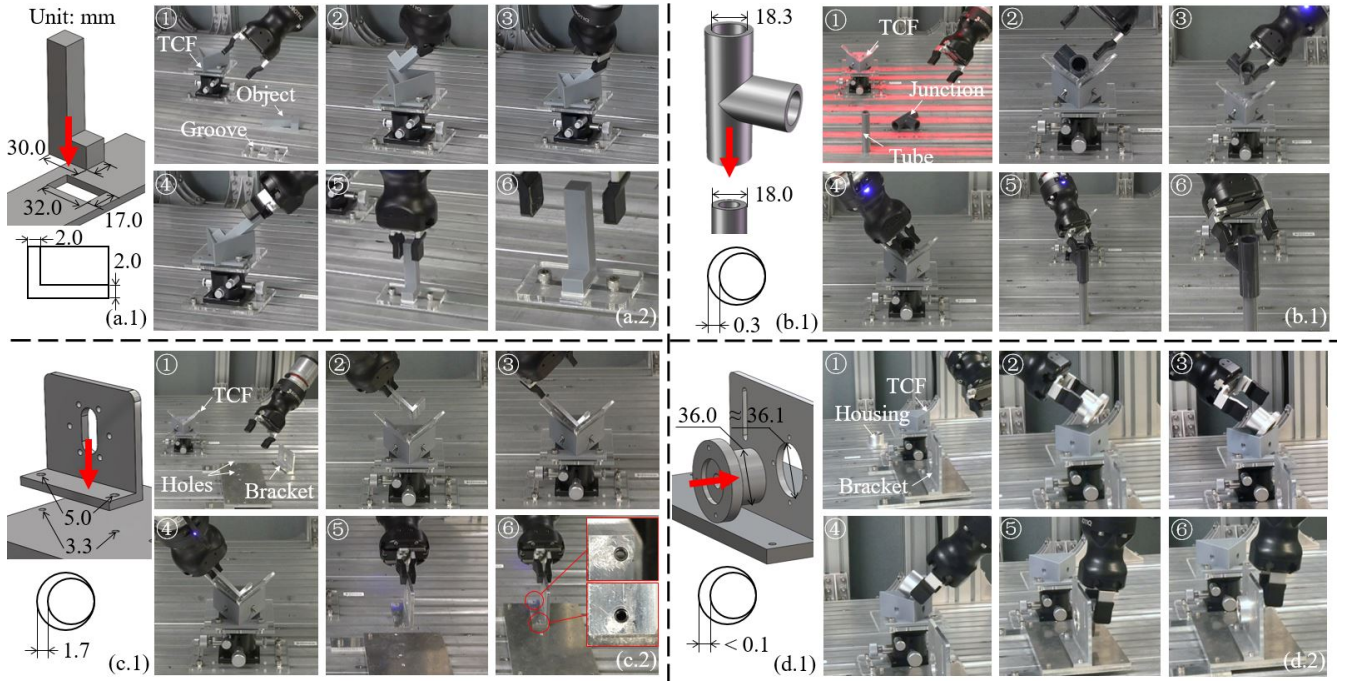 Unit: mm
30.0
32.0
17.0
2.0
2.0
(a.1)
①
TCF
Object
Groove
②
③
④
⑤
⑥
(a.2)
18.3
18.0
0.3
(b.1)
①
TCF
Junction
Tube
②
③
④
⑤
⑥
(b.1)
5.0
3.3
1.7
(c.1)
①
TCF
Holes
Bracket
②
③
④
⑤
⑥
(c.2)
36.0
≈ 36.1
< 0.1
(d.1)
①
TCF
Housing
Bracket
②
③
④
⑤
⑥
(d.2)